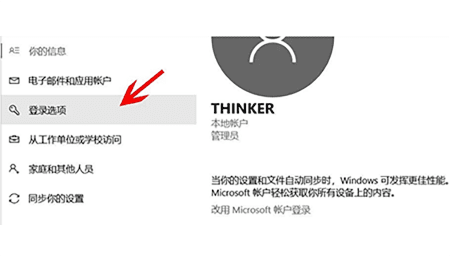 你的信息
电子邮件和应用帐户
登录选项
从工作单位或学校访问
家庭和其他人员
同步你的设置
THINKER
本地帐户
管理员
当你的设置和文件自动同步时，Windows 可发挥更佳性能。
Microsoft 帐户轻松获取你所有设备上的内容。
改用 Microsoft 帐户登录